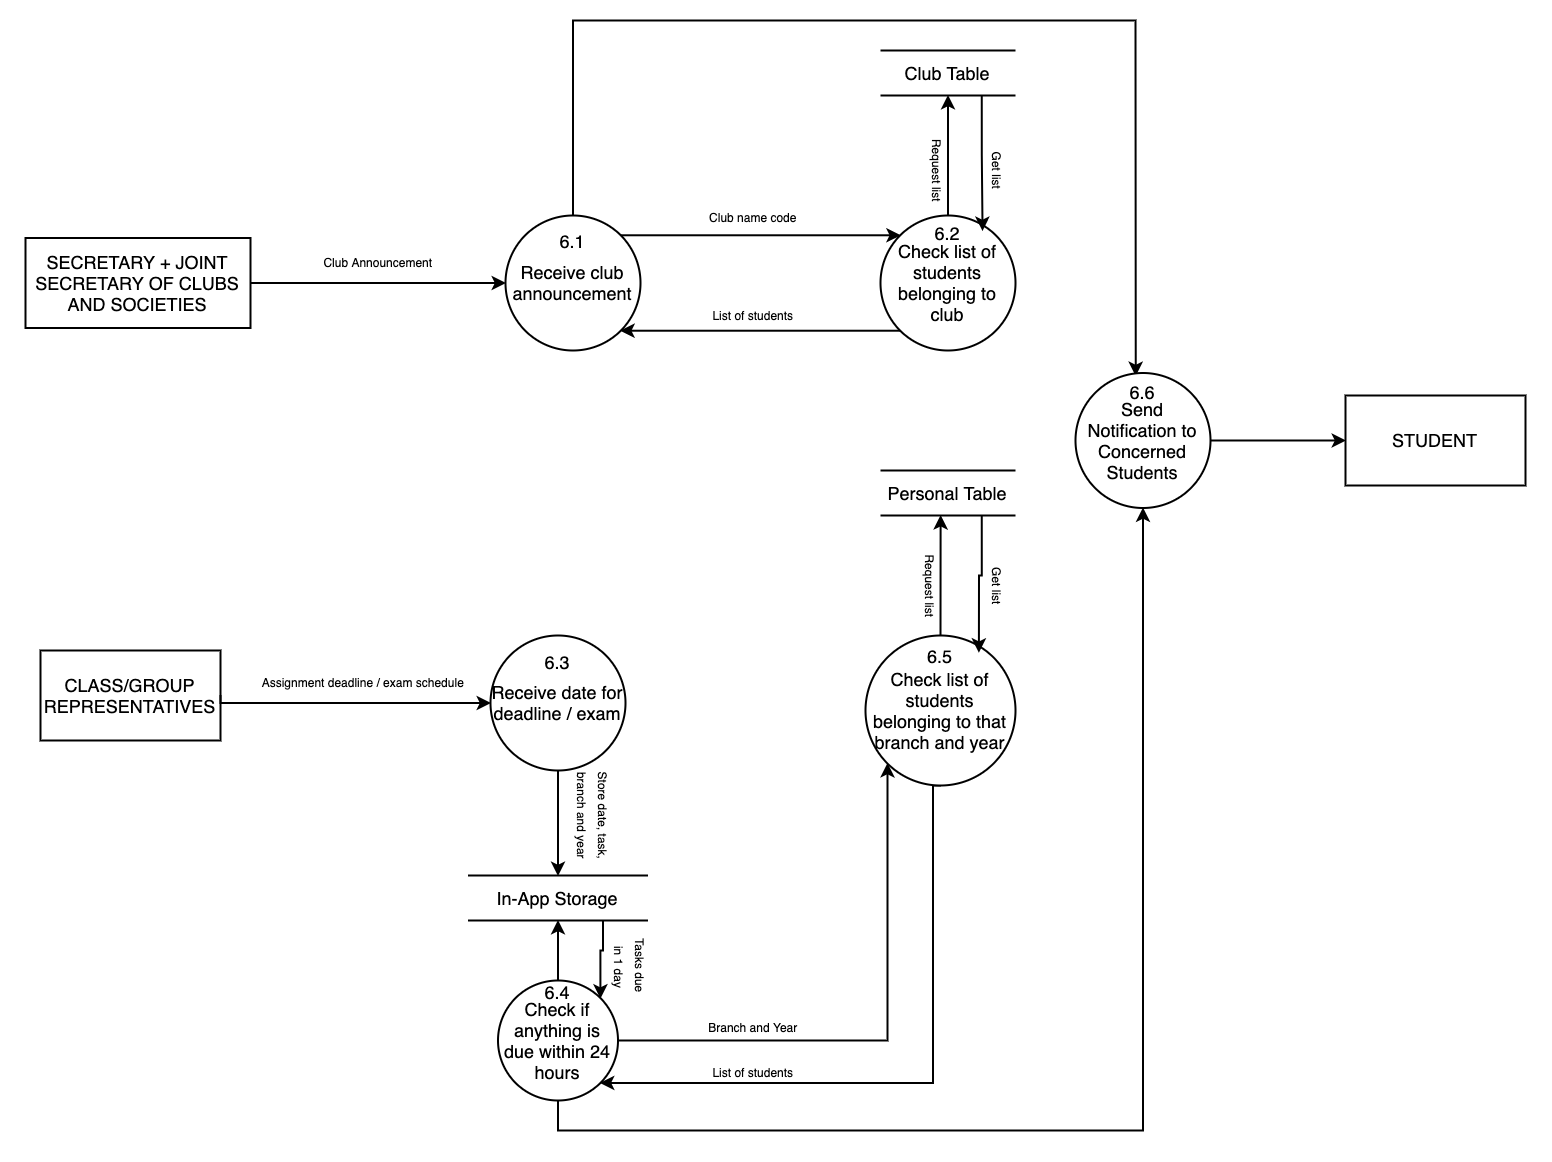 Club Table
Request list
Get list
Club name code
6.1
Receive club
announcement
6.2
Check list of
students
belonging to
club
SECRETARY + JOINT
SECRETARY OF CLUBS
AND SOCIETIES
Club Announcement
List of students
6.6
Send
Notification to
Concerned
Students
STUDENT
Personal Table
Request list
Get list
CLASS/GROUP
REPRESENTATIVES
Assignment deadline / exam schedule
6.3
Receive date for
deadline / exam
6.5
Check list of
students
belonging to that
branch and year
Store date, task,
branch and year
In-App Storage
Tasks due
in 1 day
6.4
Check if
anything is
due within 24
hours
Branch and Year
List of students